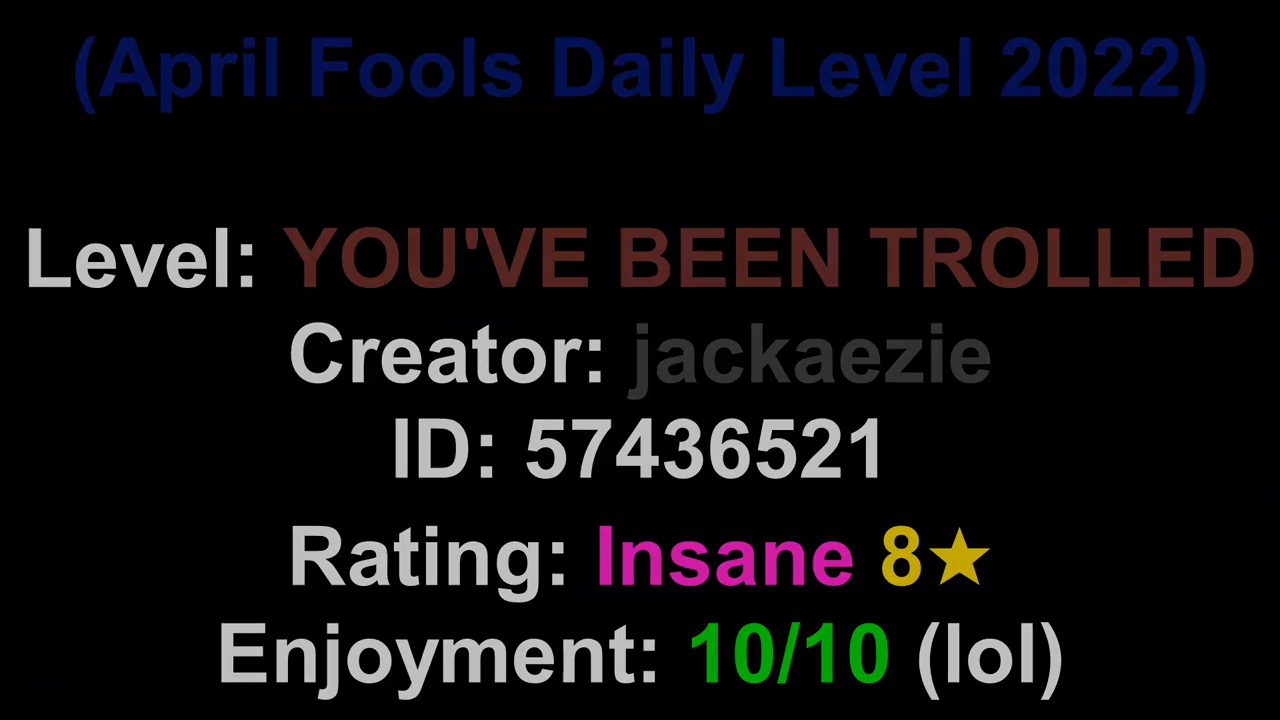 (April Fools Daily Level 2022)
Level: YOU'VE BEEN TROLLED
Creator: jackaezie
ID: 57436521
Rating: Insane 8★
Enjoyment: 10/10 (lol)